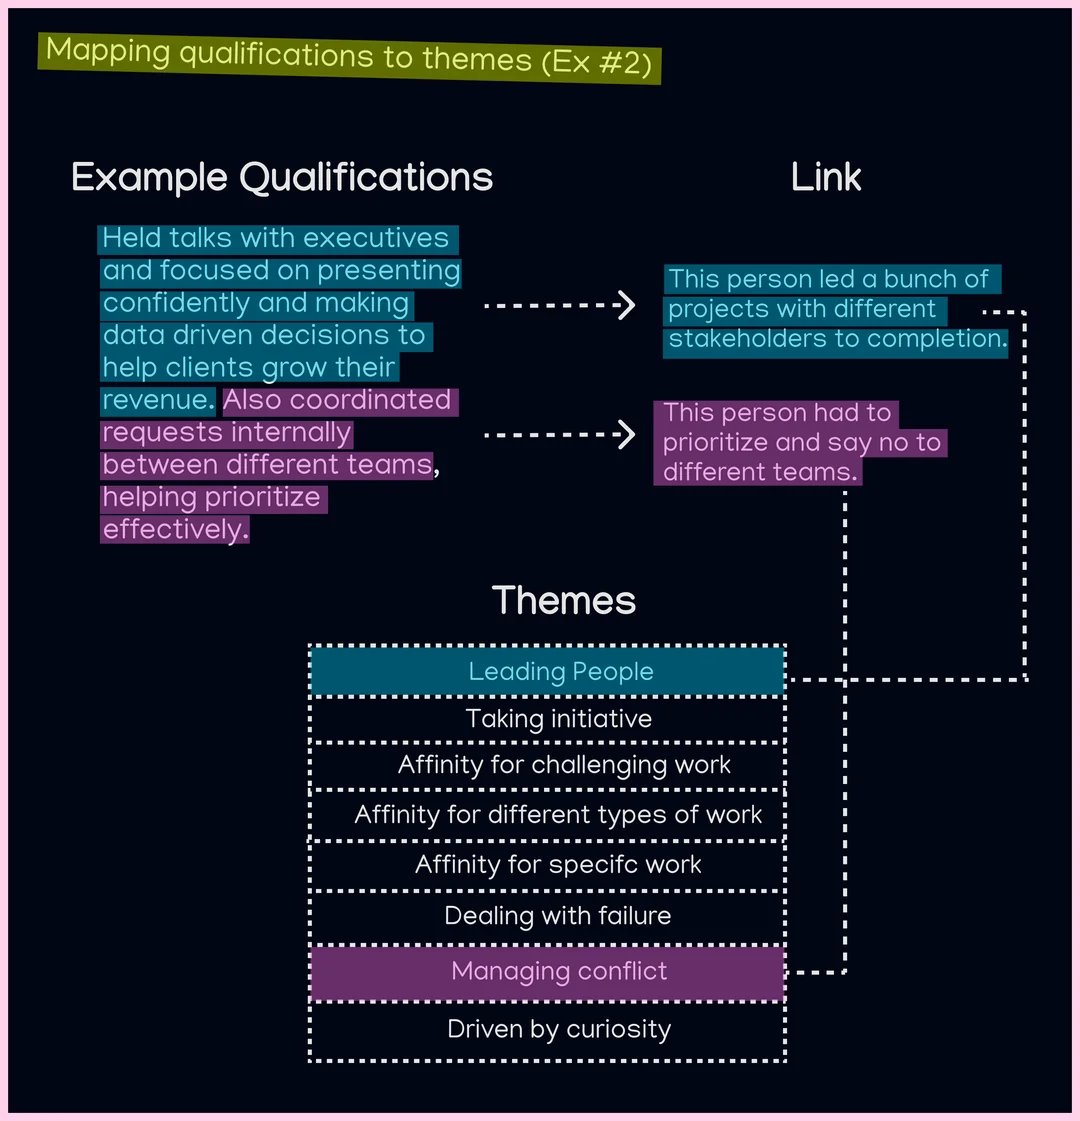 Mapping qualifications to themes (Ex #2)
Example Qualifications
Held talks with executives
and focused on presenting
confidently and making
data driven decisions to
help clients grow their
revenue. Also coordinated
requests internally
between different teams,
helping prioritize
effectively.
Link
This person led a bunch of
projects with different
stakeholders to completion.
This person had to
prioritize and say no to
different teams.
Themes
Leading People
Taking initiative
Affinity for challenging work
Affinity for different types of work
Affinity for specifc work
Dealing with failure
Managing conflict
Driven by curiosity